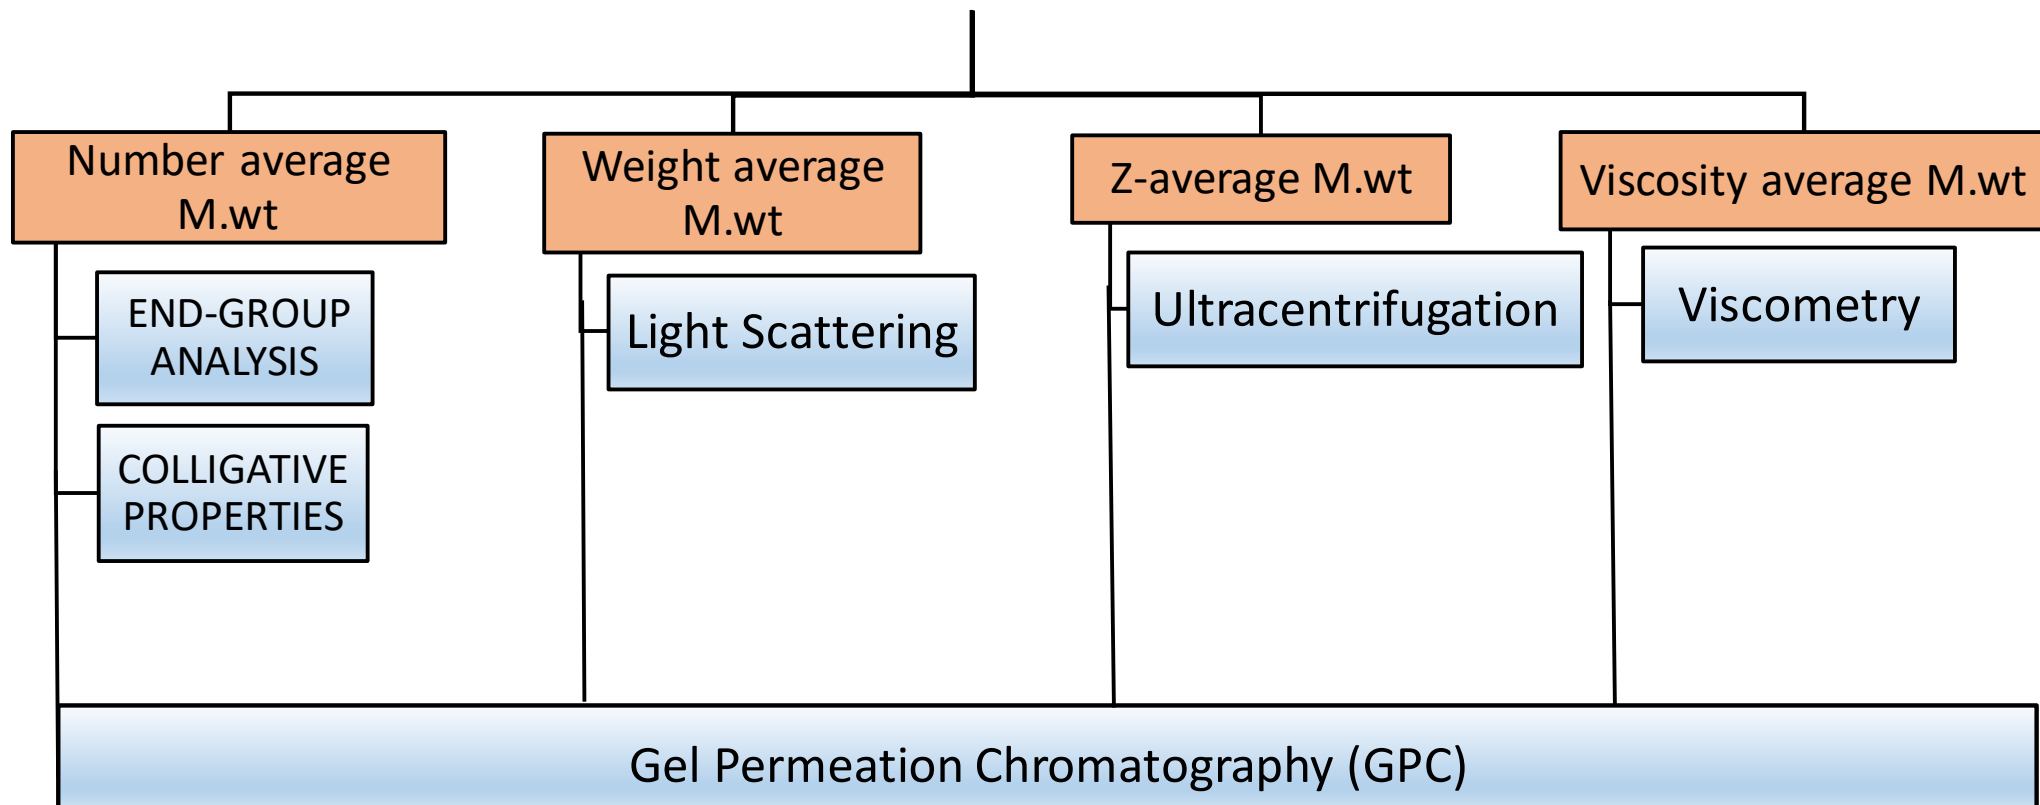 Number average
M.wt
Weight average
M.wt
Z-average M.wt
Viscosity average M.wt
END-GROUP
ANALYSIS
COLLIGATIVE
PROPERTIES
Light Scattering
Ultracentrifugation
Viscometry
Gel Permeation Chromatography (GPC)